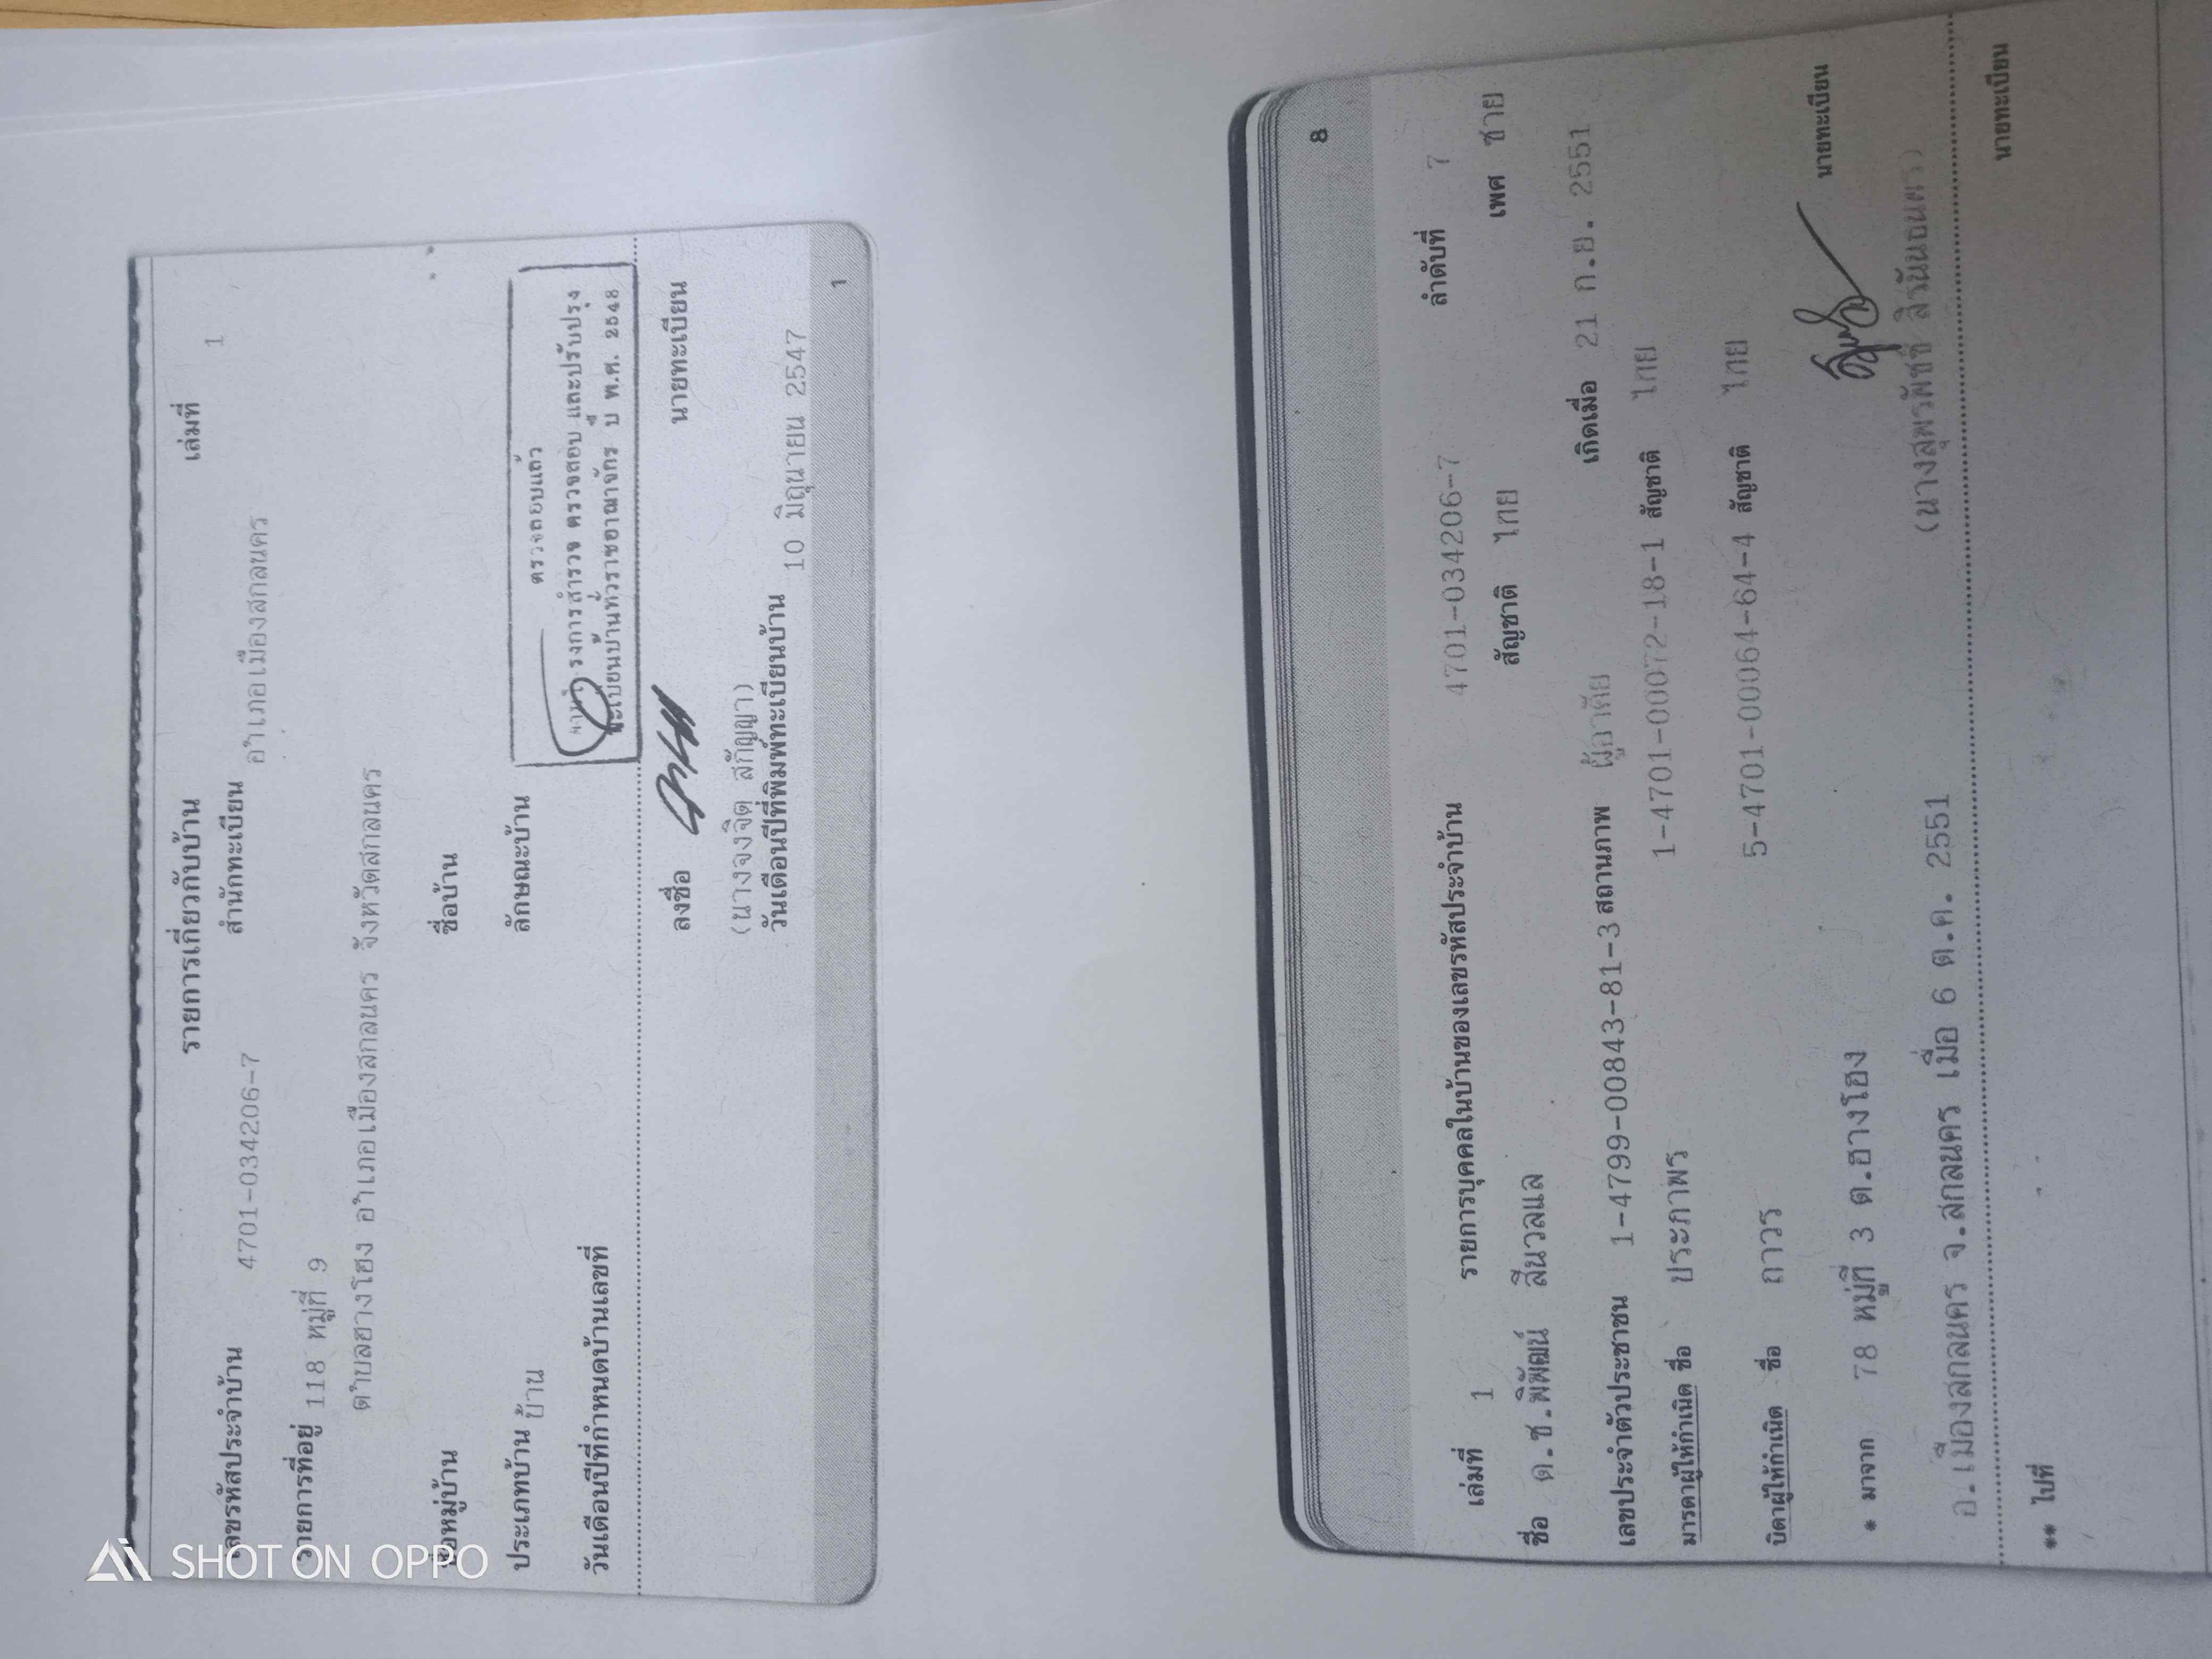 รายการเกี่ยวกับบ้าน เล่มที่ 1
เลขรหัสประจำบ้าน 4701-034206-7 สำนักทะเบียน อำเภอเมืองสกลนคร
รายการที่อยู่ 118 หมู่ที่ 9
ตำบลฮางโฮง อำเภอเมืองสกลนคร จังหวัดสกลนคร
ชื่อหมู่บ้าน ชื่อบ้าน
ประเภทบ้าน บ้าน ลักษณะบ้าน
ตรวจสอบแล้ว
รงการสำรวจ ตรวจสอบ และปรับปรุง
ทะเบียนบ้านทั่วราชอาณาจักร ปี พ.ศ. 2548
วันเดือนปีที่กำหนดบ้านเลขที่
ลงชื่อ นายทะเบียน
(นางจงจิต สกัญญา)
วันเดือนปีที่พิมพ์ทะเบียนบ้าน 10 มิถุนายน 2547
1
8
เล่มที่ 1 รายการบุคคลในบ้านของเลขรหัสประจำบ้าน 4701-034206-7 ลำดับที่ 7
ชื่อ ด.ช.พิพัฒน์ สีนวลแล สัญชาติ ไทย เพศ ชาย
เลขประจำตัวประชาชน 1-4799-00843-81-3 สถานภาพ ผู้อาศัย เกิดเมื่อ 21 ก.ย. 2551
มารดาผู้ให้กำเนิด ชื่อ ประภาพร 1-4701-00072-18-1 สัญชาติ ไทย
บิดาผู้ให้กำเนิด ชื่อ ถาวร 5-4701-00064-64-4 สัญชาติ ไทย
* มาจาก 78 หมู่ที่ 3 ต.ฮางโฮง นายทะเบียน
อ.เมืองสกลนคร จ.สกลนคร เมื่อ 6 ต.ค. 2551 (นางสุพรพัชช์
** ไปที่ นายทะเบียน
SHOT ON OPPO